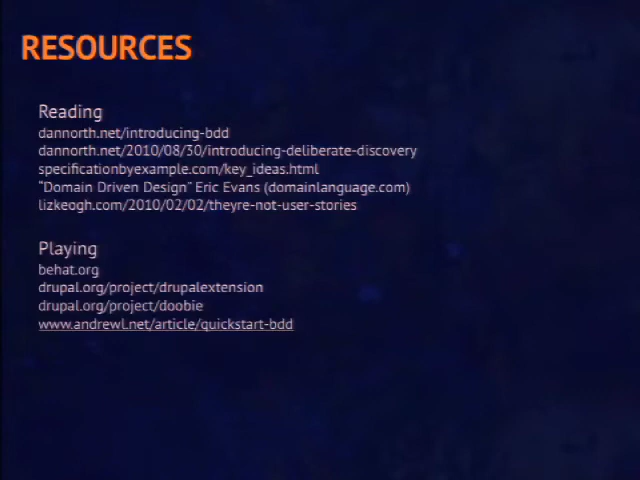 RESOURCES
Reading
dannorth.net/introducing-bdd
dannorth.net/2010/08/30/introducing-deliberate-discovery
specificationbyexample.com/key_ideas.html
"Domain Driven Design" Eric Evans (domainlanguage.com)
lizkeogh.com/2010/02/02/theyre-not-user-stories
Playing
behat.org
drupal.org/project/drupalextension
drupal.org/project/doobie
www.andrewl.net/article/quickstart-bdd